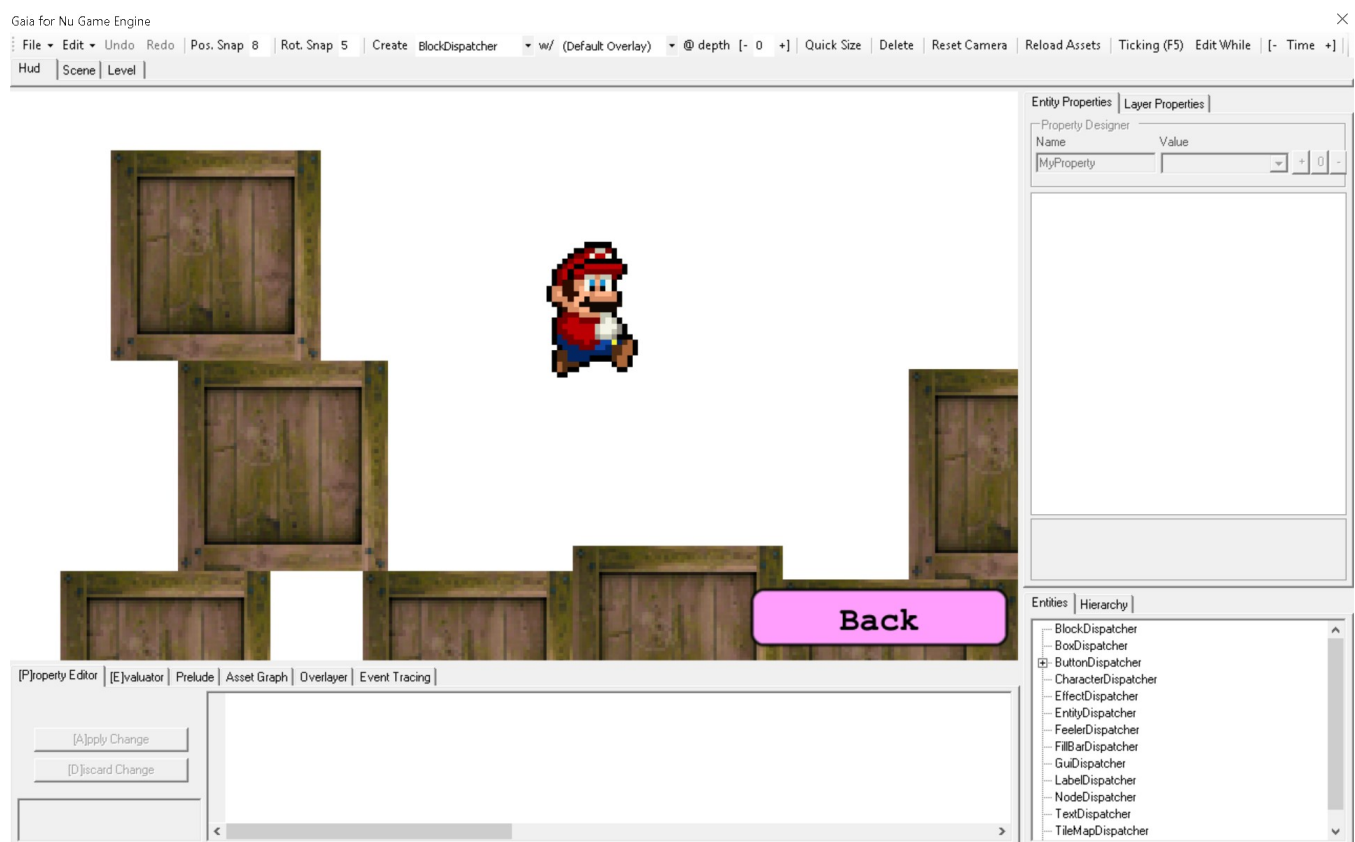 Gaia for Nu Game Engine
File Edit Undo Redo Pos. Snap 8 Rot. Snap 5 Create BlockDispatcher w/ (Default Overlay) @ depth [- 0 +] Quick Size Delete Reset Camera Reload Assets Ticking (F5) Edit While [- Time +]
Hud Scene Level
Entity Properties Layer Properties
Property Designer
Name Value
MyProperty + 0 -
Back
Entities Hierarchy
BlockDispatcher
BoxDispatcher
ButtonDispatcher
CharacterDispatcher
EffectDispatcher
EntityDispatcher
FeelerDispatcher
FillBarDispatcher
GuiDispatcher
LabelDispatcher
NodeDispatcher
TextDispatcher
TileMapDispatcher
[P]roperty Editor [E]valuator Prelude Asset Graph Overlayer Event Tracing
[A]pply Change
[D]iscard Change